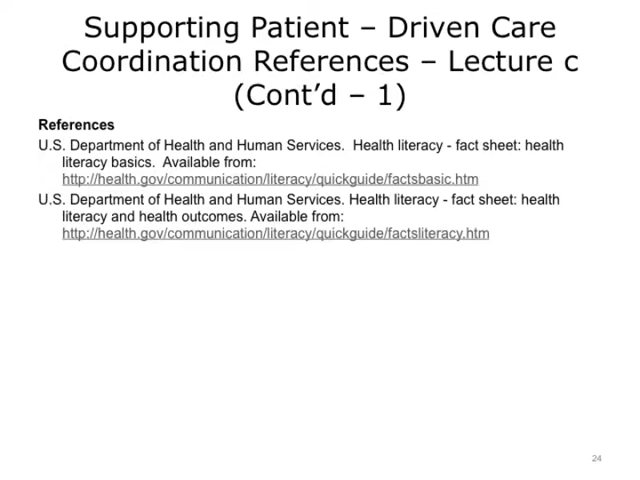 Supporting Patient – Driven Care
Coordination References – Lecture c
(Cont’d – 1)
References
U.S. Department of Health and Human Services.  Health literacy - fact sheet: health
literacy basics.  Available from:
http://health.gov/communication/literacy/quickguide/factsbasic.htm
U.S. Department of Health and Human Services. Health literacy - fact sheet: health
literacy and health outcomes. Available from:
http://health.gov/communication/literacy/quickguide/factsliteracy.htm
24